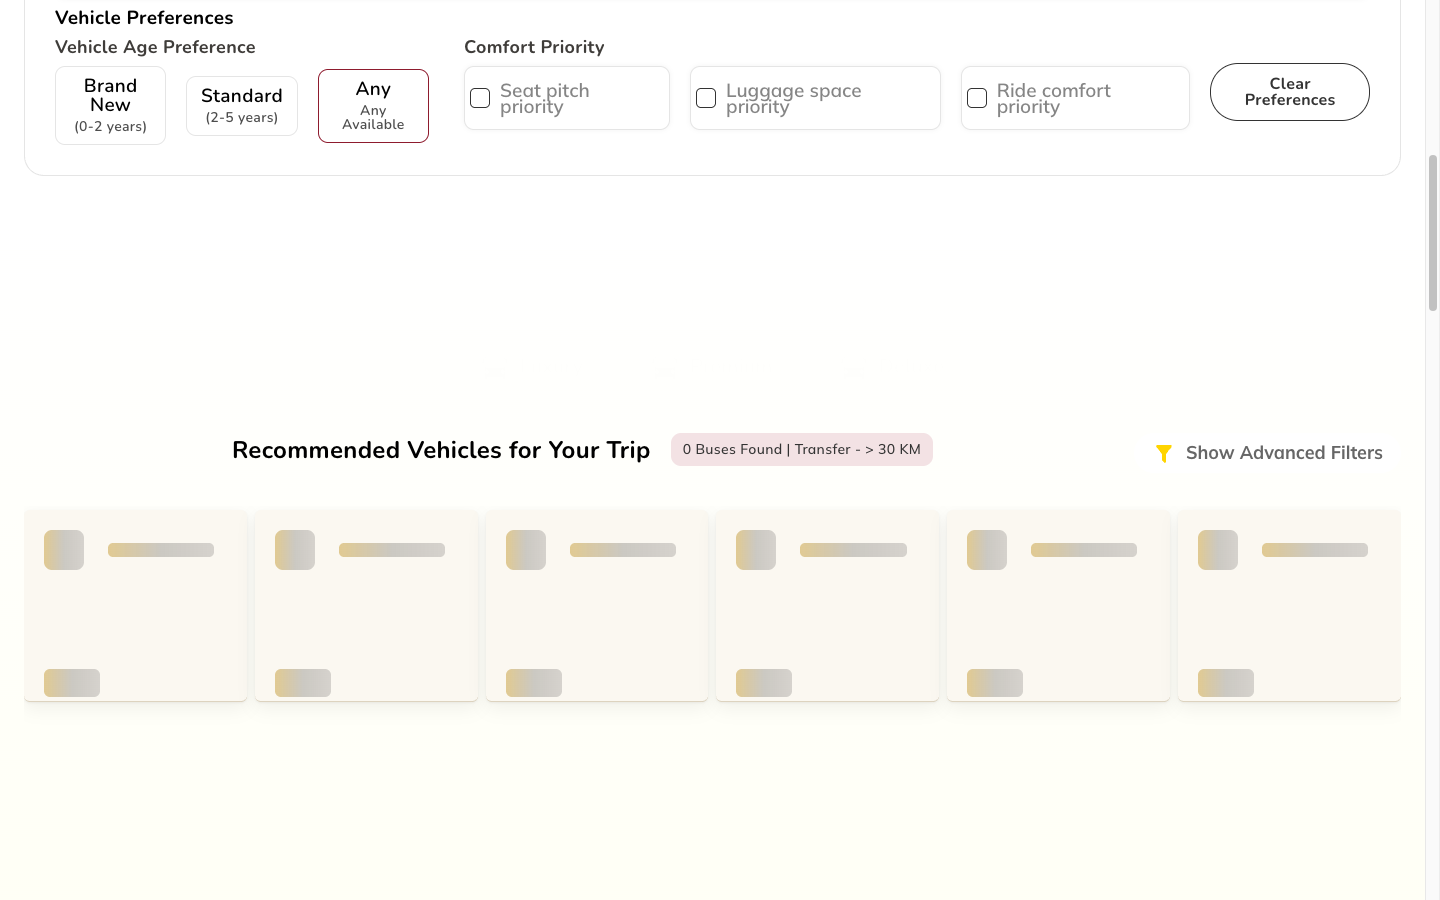 Vehicle Preferences
Vehicle Age Preference
Comfort Priority
Brand
New
(0-2 years)
Standard
(2-5 years)
Any
Any
Available
Seat pitch
priority
Luggage space
priority
Ride comfort
priority
Clear
Preferences
Recommended Vehicles for Your Trip
0 Buses Found | Transfer - > 30 KM
Show Advanced Filters